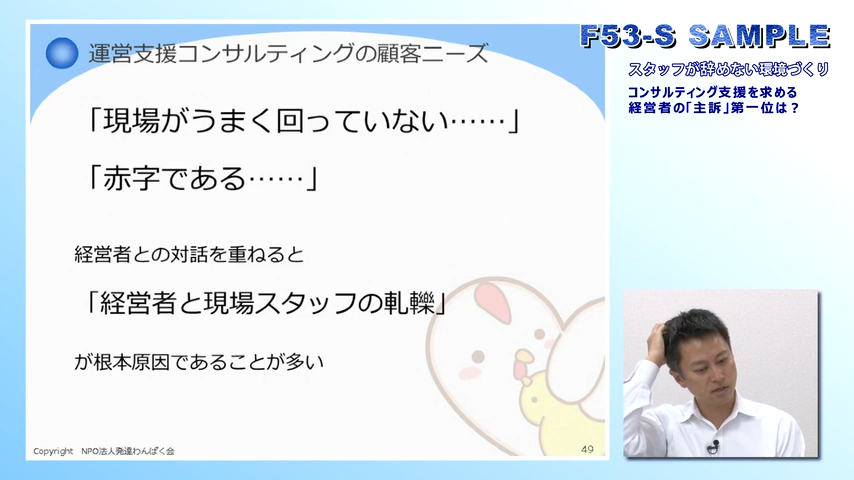 運営支援コンサルティングの顧客ニーズ
「現場がうまく回っていない……」
「赤字である……」
経営者との対話を重ねると
「経営者と現場スタッフの軋轢」
が根本原因であることが多い
Copyright NPO法人発達わんぱく会
49
F53-S SAMPLE
スタッフが辞めない環境づくり
コンサルティング支援を求める
経営者の「主訴」第一位は？